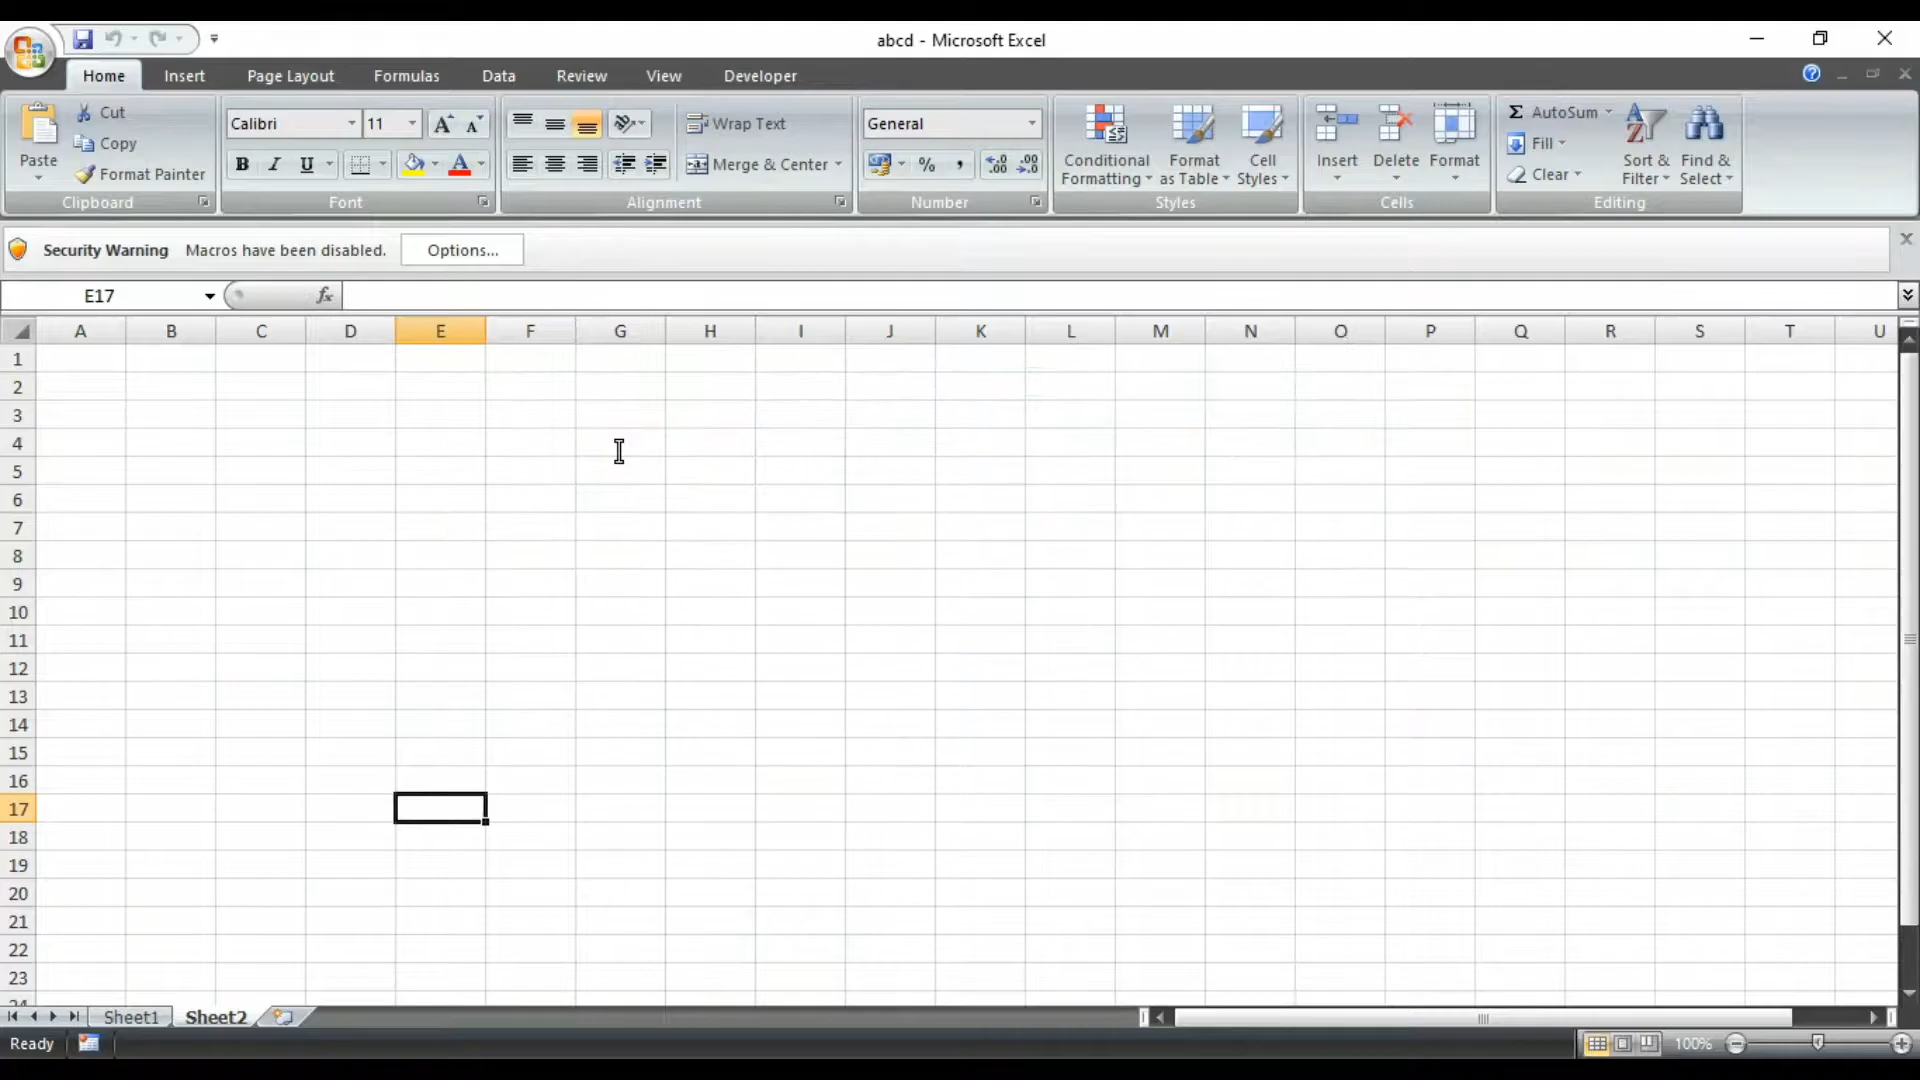 abcd - Microsoft Excel
Home Insert Page Layout Formulas Data Review View Developer
Paste Cut Copy Format Painter
Calibri 11 A A
B I U A
Wrap Text
Merge & Center
General
% , .00 .00
Conditional Formatting Format as Table Cell Styles
Insert Delete Format
Σ AutoSum Fill Clear
Sort & Filter Find & Select
Clipboard Font Alignment Number Styles Cells Editing
Security Warning Macros have been disabled. Options...
E17 fx
A B C D E F G H I J K L M N O P Q R S T U
1
2
3
4
5
6
7
8
9
10
11
12
13
14
15
16
17
18
19
20
21
22
23
24
Sheet1 Sheet2
Ready 100%